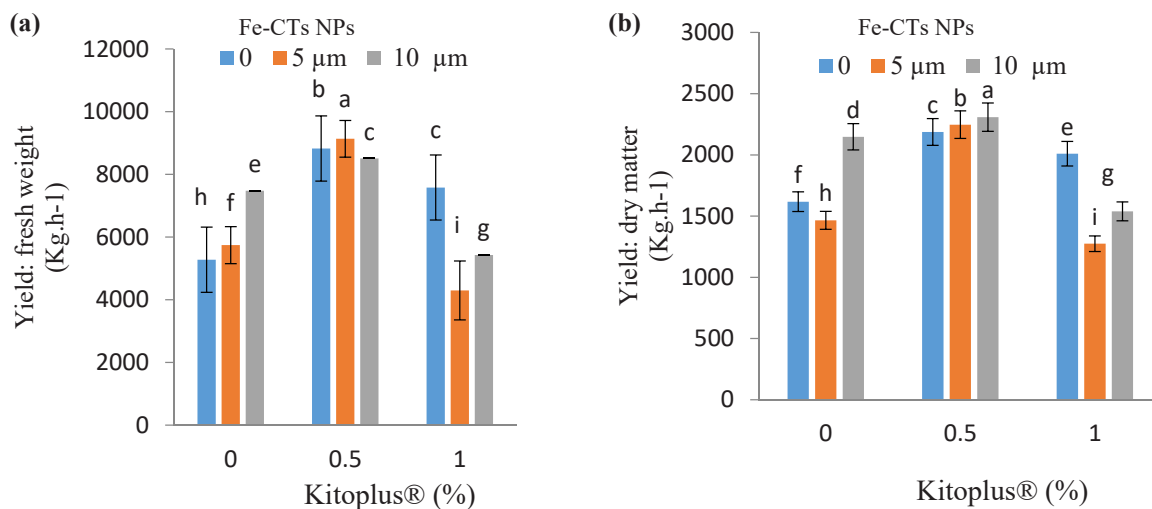 (a)
Fe-CTs NPs
0 5 µm 10 µm
12000
10000
8000
6000
4000
2000
0
Yield: fresh weight
(Kg.h-1)
h f e
b a c
c i g
0 0.5 1
Kitoplus® (%)
(b)
Fe-CTs NPs
0 5 µm 10 µm
3000
2500
2000
1500
1000
500
0
Yield: dry matter
(Kg.h-1)
f h d
c b a
e i g
0 0.5 1
Kitoplus® (%)